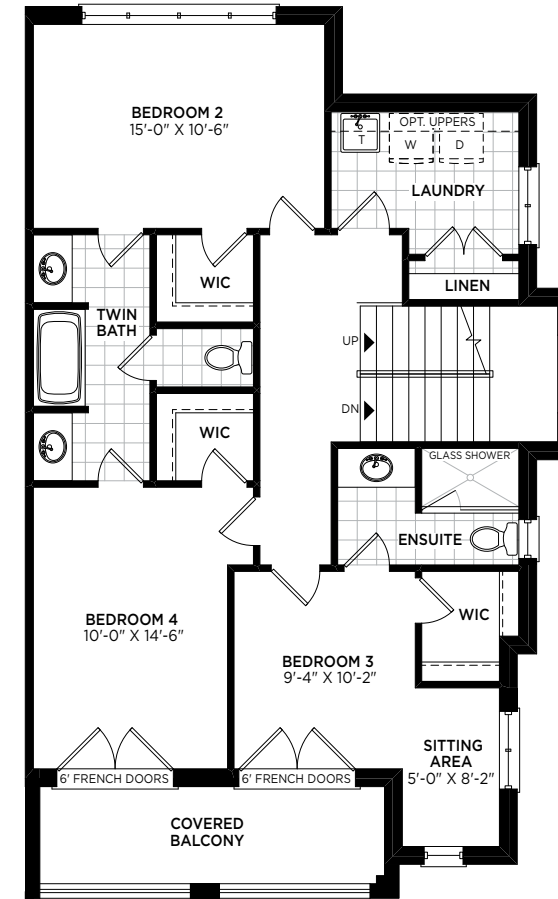 BEDROOM 2
15'-0" X 10'-6"
OPT. UPPERS
T
W
D
LAUNDRY
LINEN
WIC
TWIN
BATH
UP
DN
WIC
GLASS SHOWER
ENSUITE
BEDROOM 4
10'-0" X 14'-6"
WIC
BEDROOM 3
9'-4" X 10'-2"
SITTING
AREA
5'-0" X 8'-2"
6' FRENCH DOORS
6' FRENCH DOORS
COVERED
BALCONY